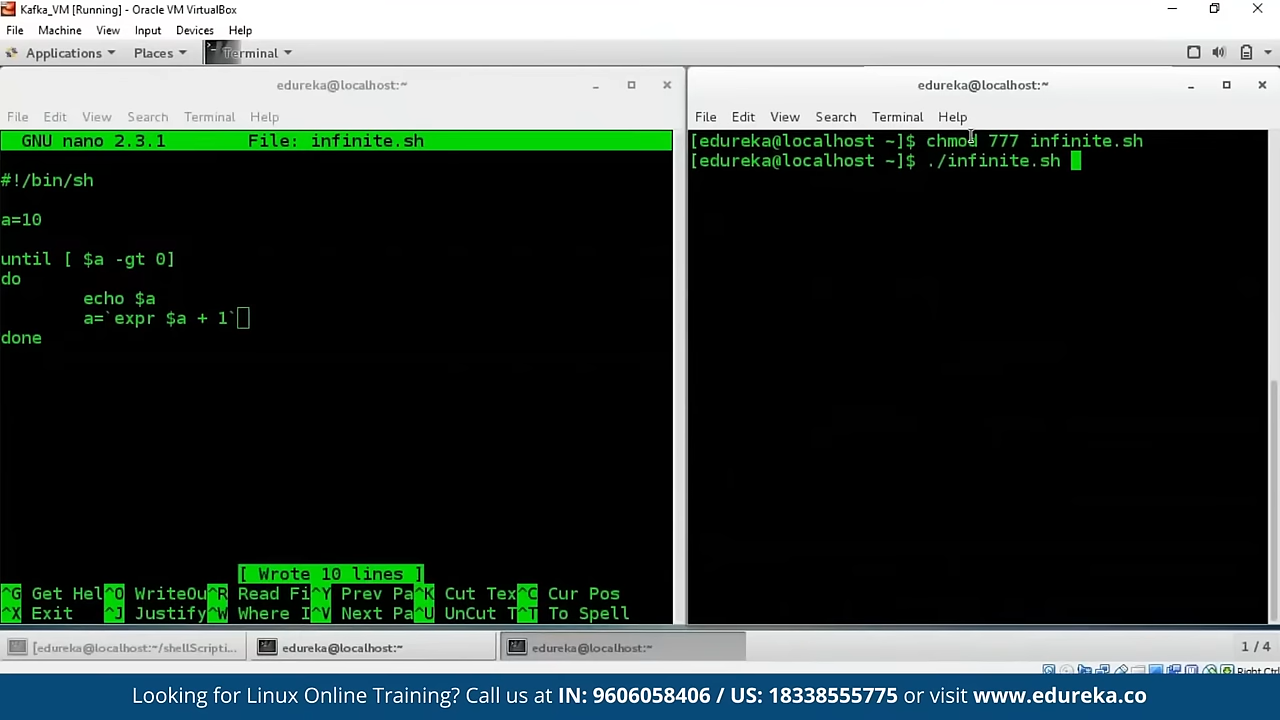 Kafka_VM [Running] - Oracle VM VirtualBox
File Machine View Input Devices Help
Applications Places Terminal
edureka@localhost:~
File Edit View Search Terminal Help
GNU nano 2.3.1 File: infinite.sh
#!/bin/sh
a=10
until [ $a -gt 0]
do
echo $a
a=`expr $a + 1`
done
[ Wrote 10 lines ]
^G Get Hel^O WriteOu^R Read Fi^Y Prev Pa^K Cut Tex^C Cur Pos
^X Exit ^J Justify^W Where I^V Next Pa^U UnCut T^T To Spell
edureka@localhost:~
File Edit View Search Terminal Help
[edureka@localhost ~]$ chmod 777 infinite.sh
[edureka@localhost ~]$ ./infinite.sh
[edureka@localhost:~/shellScripti... edureka@localhost:~ edureka@localhost:~ 1 / 4
Right Ctrl
Looking for Linux Online Training? Call us at IN: 9606058406 / US: 18338555775 or visit www.edureka.co